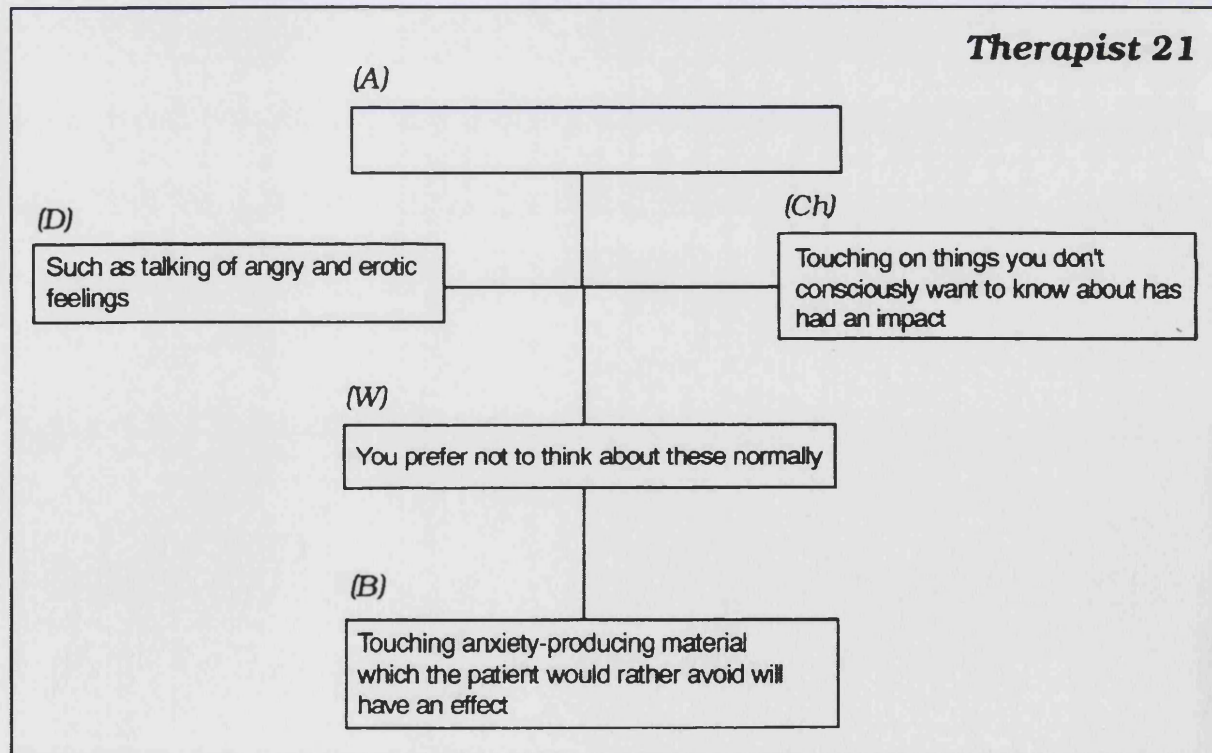 Therapist 21
(A)
(D)
Such as talking of angry and erotic
feelings
(Ch)
Touching on things you don't
consciously want to know about has
had an impact
(W)
You prefer not to think about these normally
(B)
Touching anxiety-producing material
which the patient would rather avoid will
have an effect